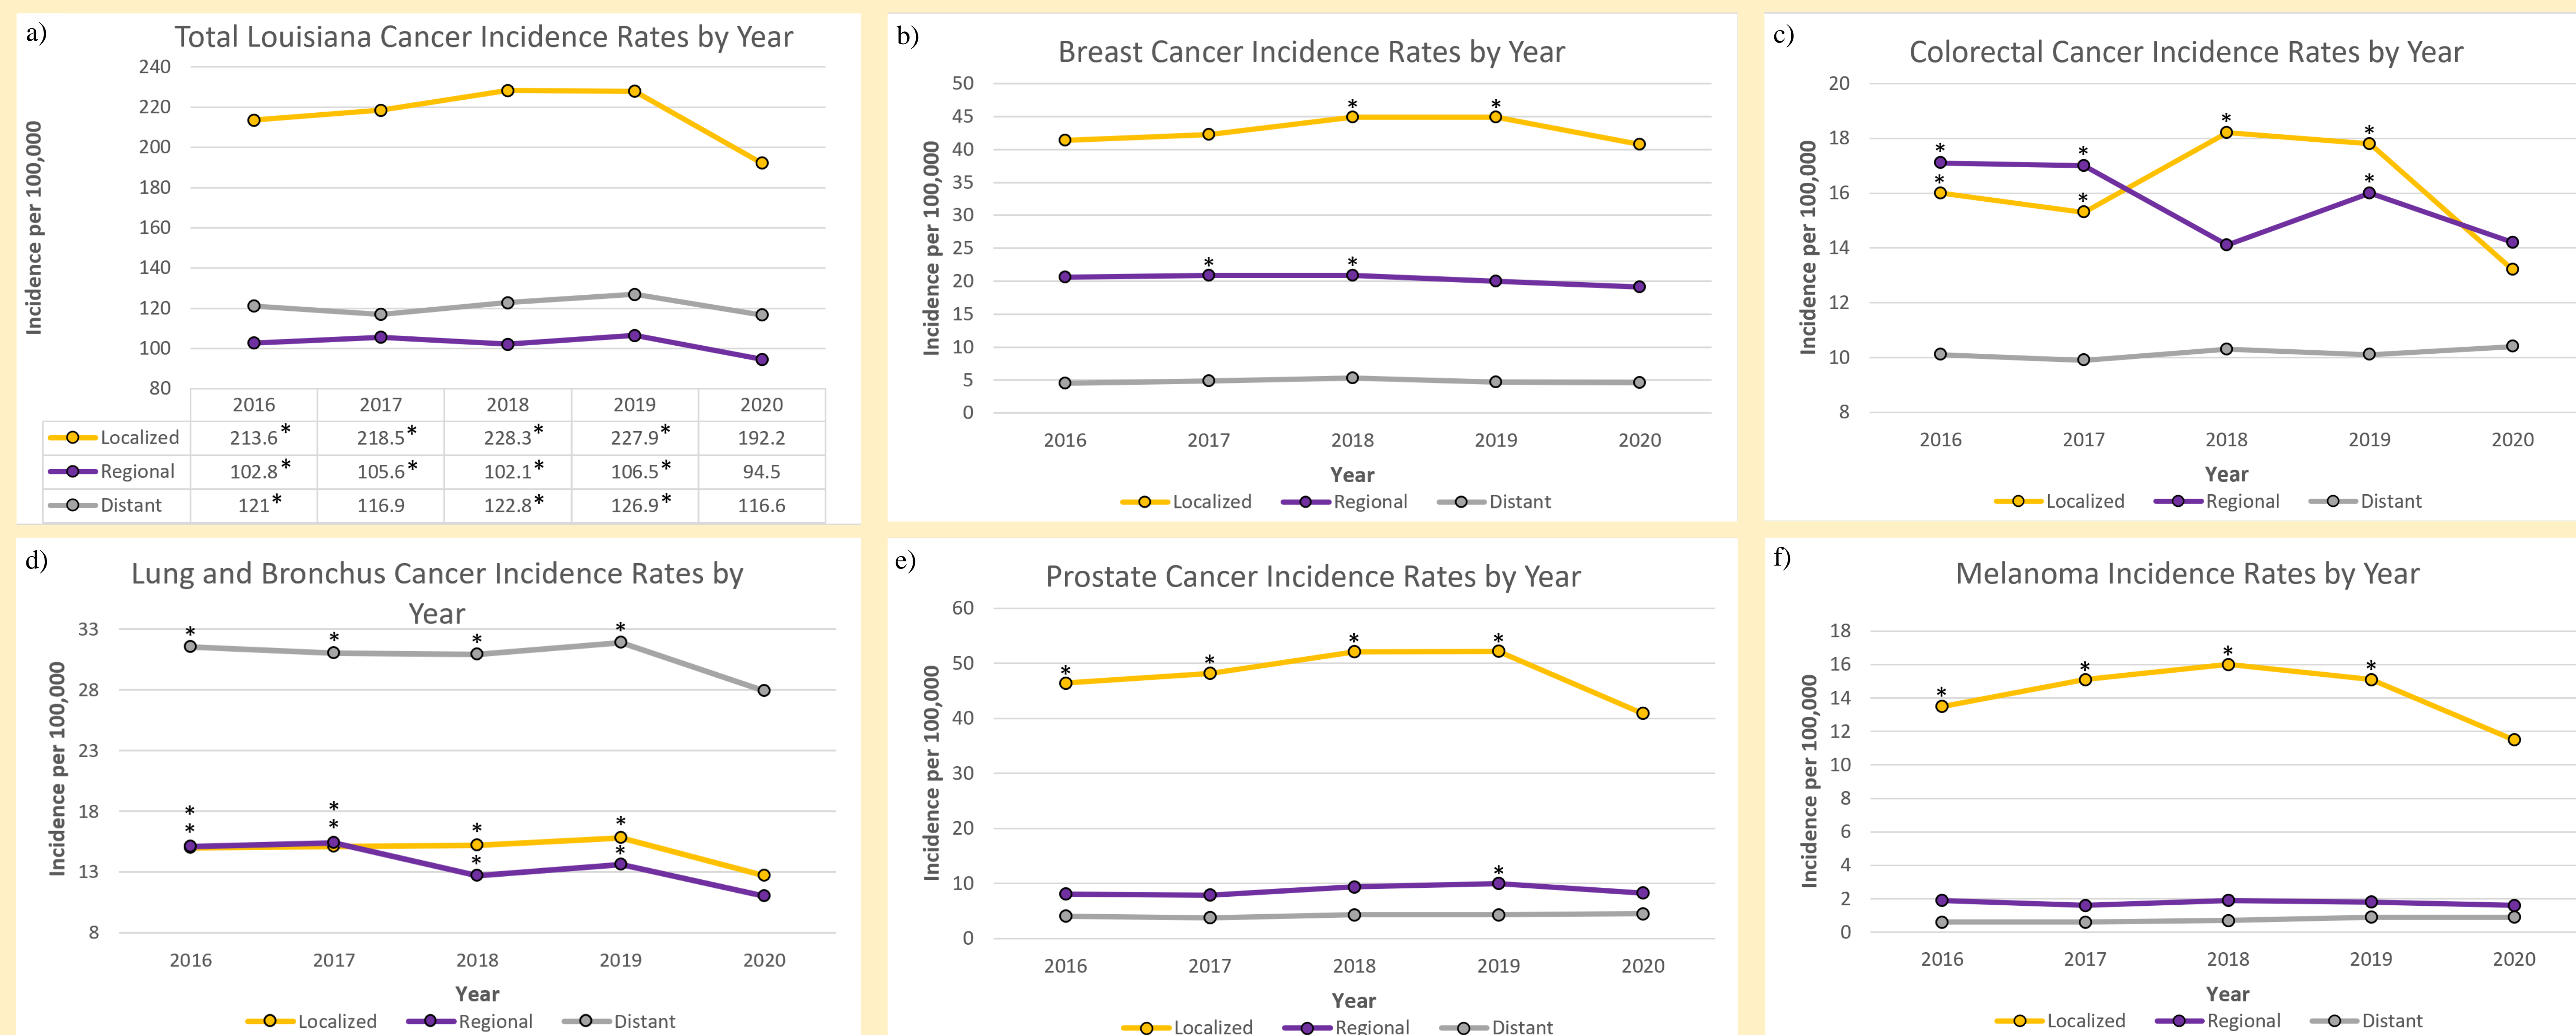 a)
Total Louisiana Cancer Incidence Rates by Year
Incidence per 100,000
240
220
200
180
160
140
120
100
80
2016 2017 2018 2019 2020
Localized 213.6* 218.5* 228.3* 227.9* 192.2
Regional 102.8* 105.6* 102.1* 106.5* 94.5
Distant 121* 116.9 122.8* 126.9* 116.6
b)
Breast Cancer Incidence Rates by Year
Incidence per 100,000
50
45
40
35
30
25
20
15
10
5
0
* *
* *
2016 2017 2018 2019 2020
Year
Localized Regional Distant
c)
Colorectal Cancer Incidence Rates by Year
Incidence per 100,000
20
18
16
14
12
10
8
* * * *
* * *
2016 2017 2018 2019 2020
Year
Localized Regional Distant
d)
Lung and Bronchus Cancer Incidence Rates by
Year
Incidence per 100,000
33
28
23
18
13
8
* * * *
* * * *
* * * *
2016 2017 2018 2019 2020
Year
Localized Regional Distant
e)
Prostate Cancer Incidence Rates by Year
Incidence per 100,000
60
50
40
30
20
10
0
* * * *
*
2016 2017 2018 2019 2020
Year
Localized Regional Distant
f)
Melanoma Incidence Rates by Year
Incidence per 100,000
18
16
14
12
10
8
6
4
2
0
* * * *
2016 2017 2018 2019 2020
Year
Localized Regional Distant